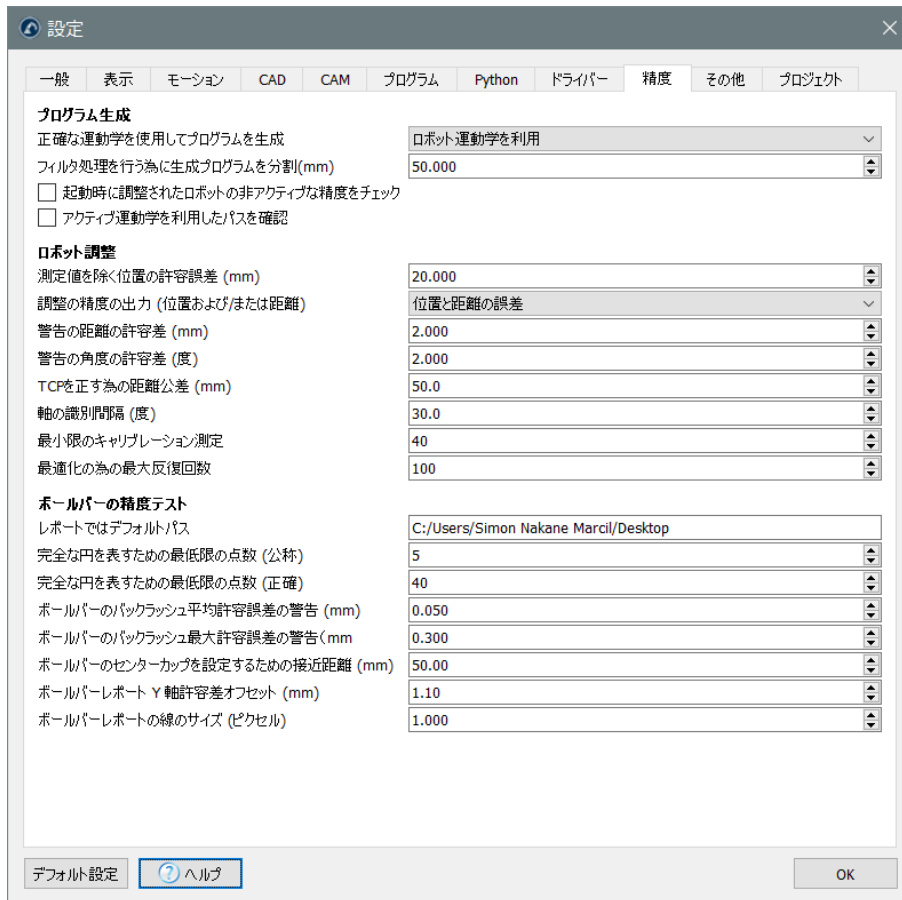 設定
一般 表示 モーション CAD CAM プログラム Python ドライバー 精度 その他 プロジェクト
プログラム生成
正確な運動学を使用してプログラムを生成 ロボット運動学を利用
フィルタ処理を行う為に生成プログラムを分割(mm) 50.000
起動時に調整されたロボットの非アクティブな精度をチェック
アクティブ運動学を利用したパスを確認
ロボット調整
測定値を除く位置の許容誤差 (mm) 20.000
調整の精度の出力 (位置および/または距離) 位置と距離の誤差
警告の距離の許容差 (mm) 2.000
警告の角度の許容差 (度) 2.000
TCPを正す為の距離公差 (mm) 50.0
軸の識別間隔 (度) 30.0
最小限のキャリブレーション測定 40
最適化の為の最大反復回数 100
ボールバーの精度テスト
レポートではデフォルトパス C:/Users/Simon Nakane Marcil/Desktop
完全な円を表すための最低限の点数 (公称) 5
完全な円を表すための最低限の点数 (正確) 40
ボールバーのバックラッシュ平均許容誤差の警告 (mm) 0.050
ボールバーのバックラッシュ最大許容誤差の警告(mm 0.300
ボールバーのセンターカップを設定するための接近距離 (mm) 50.00
ボールバーレポート Y 軸許容差オフセット (mm) 1.10
ボールバーレポートの線のサイズ (ピクセル) 1.000
デフォルト設定 ヘルプ OK